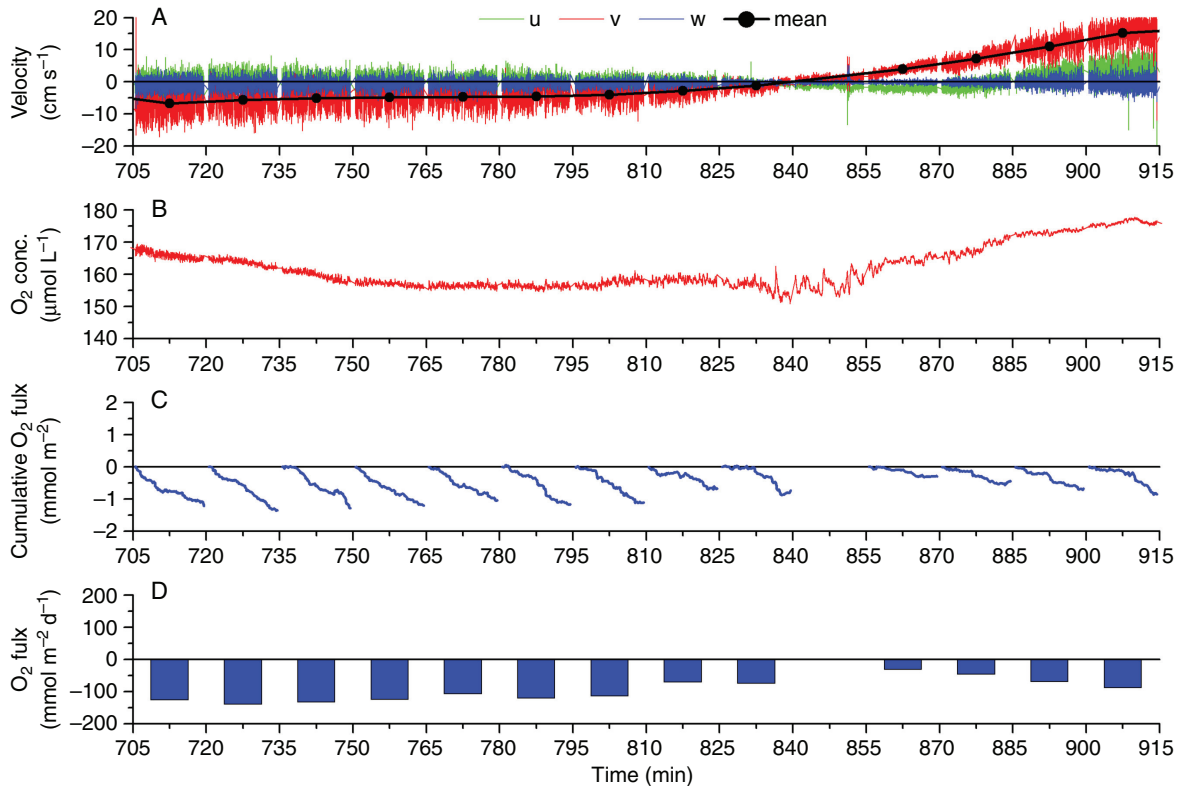 A
u v w mean
Velocity
(cm s−1)
20
10
0
−10
−20
705 720 735 750 765 780 795 810 825 840 855 870 885 900 915
B
O2 conc.
(μmol L−1)
180
170
160
150
140
705 720 735 750 765 780 795 810 825 840 855 870 885 900 915
C
Cumulative O2 fulx
(mmol m−2)
2
1
0
−1
−2
705 720 735 750 765 780 795 810 825 840 855 870 885 900 915
D
O2 fulx
(mmol m−2 d−1)
200
100
0
−100
−200
705 720 735 750 765 780 795 810 825 840 855 870 885 900 915
Time (min)